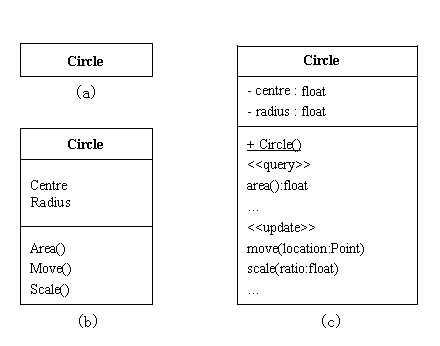 Circle
(a)
Circle
Centre
Radius
Area()
Move()
Scale()
(b)
Circle
- centre : float
- radius : float
+ Circle()
<<query>>
area():float
...
<<update>>
move(location:Point)
scale(ratio:float)
...
(c)